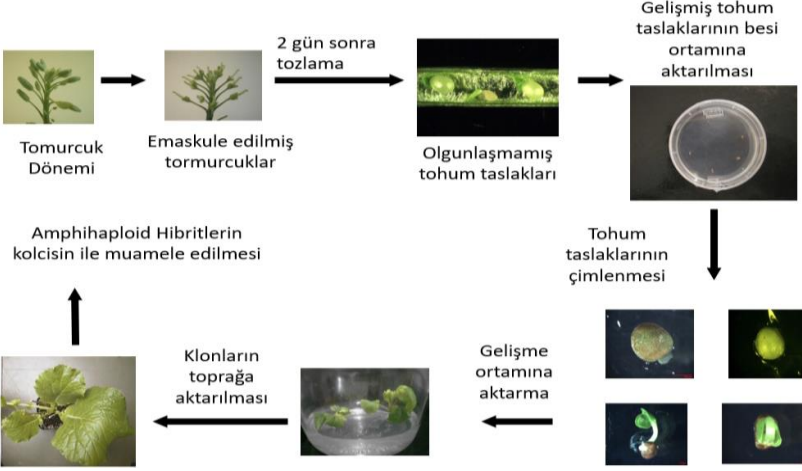 Tomurcuk
Dönemi
Emaskule edilmiş
tormurcuklar
2 gün sonra
tozlama
Olgunlaşmamış
tohum taslakları
Gelişmiş tohum
taslaklarının besi
ortamına
aktarılması
Tohum
taslaklarının
çimlenmesi
Gelişme
ortamına
aktarma
Klonların
toprağa
aktarılması
Amphihaploid Hibritlerin
kolcisin ile muamele edilmesi